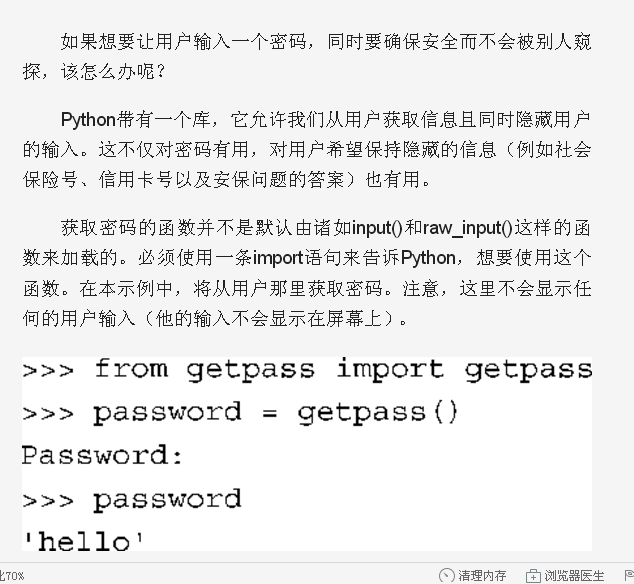 如果想要让用户输入一个密码，同时要确保安全而不会被别人窥
探，该怎么办呢？
Python带有一个库，它允许我们从用户获取信息且同时隐藏用户
的输入。这不仅对密码有用，对用户希望保持隐藏的信息（例如社会
保险号、信用卡号以及安保问题的答案）也有用。
获取密码的函数并不是默认由诸如input()和raw_input()这样的函
数来加载的。必须使用一条import语句来告诉Python，想要使用这个
函数。在本示例中，将从用户那里获取密码。注意，这里不会显示任
何的用户输入（他的输入不会显示在屏幕上）。
>>> from getpass import getpass
>>> password = getpass()
Password:
>>> password
'hello'
70% 清理内存 浏览器医生